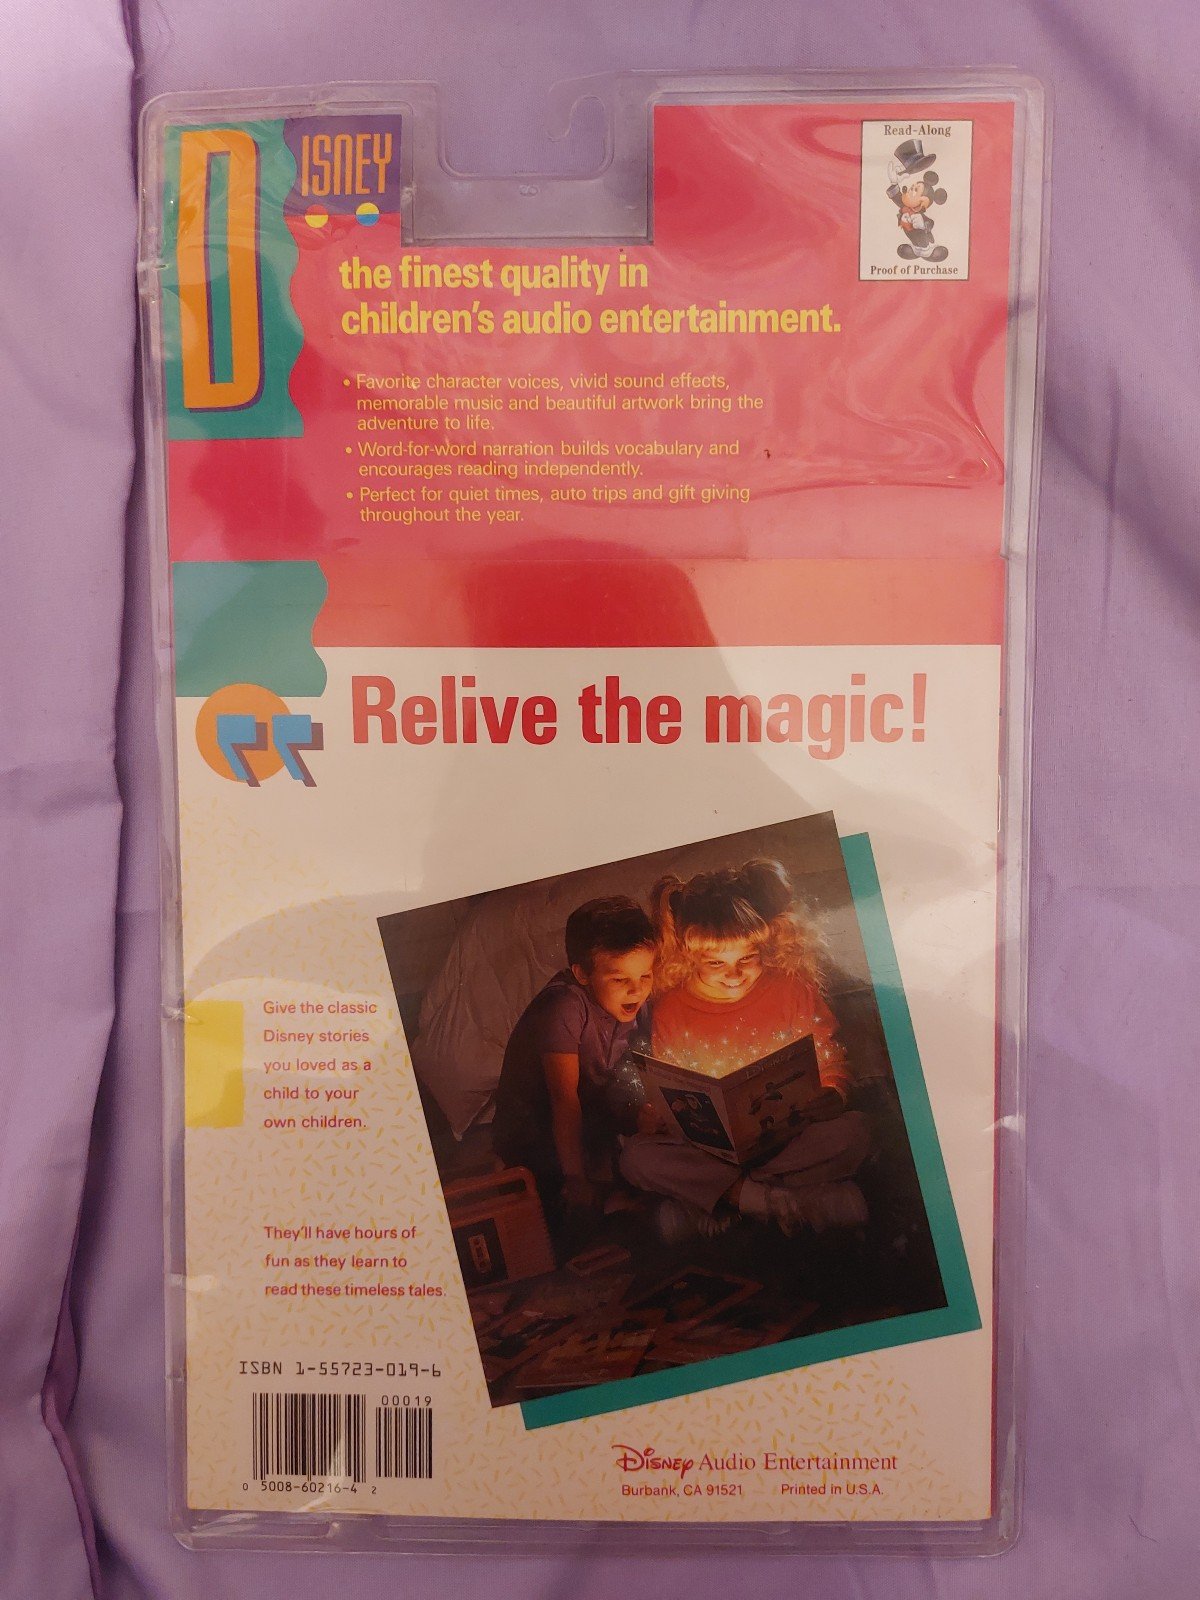 DISNEY
Read-Along
Proof of Purchase
the finest quality in
children's audio entertainment.
• Favorite character voices, vivid sound effects,
memorable music and beautiful artwork bring the
adventure to life.
• Word-for-word narration builds vocabulary and
encourages reading independently.
• Perfect for quiet times, auto trips and gift giving
throughout the year.
Relive the magic!
Give the classic
Disney stories
you loved as a
child to your
own children.
They'll have hours of
fun as they learn to
read these timeless tales.
ISBN 1-55723-019-6
00019
0 5008-60216-4 2
Disney Audio Entertainment
Burbank, CA 91521 Printed in U.S.A.